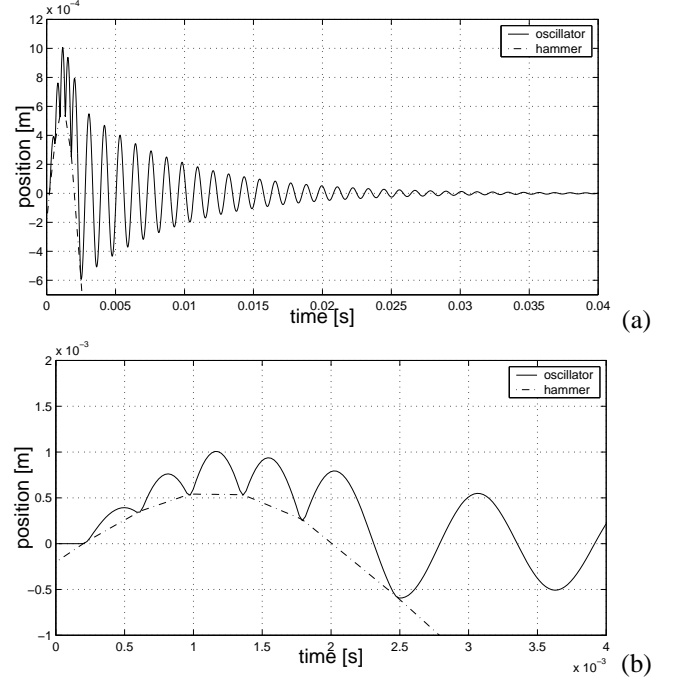 x 10⁻⁴
12
10
8
6
4
2
0
−2
−4
−6
position [m]
oscillator
hammer
0 0.005 0.01 0.015 0.02 0.025 0.03 0.035 0.04
time [s]
(a)
x 10⁻³
2
1.5
1
0.5
0
−0.5
−1
position [m]
oscillator
hammer
0 0.5 1 1.5 2 2.5 3 3.5 4
time [s]
x 10⁻³
(b)